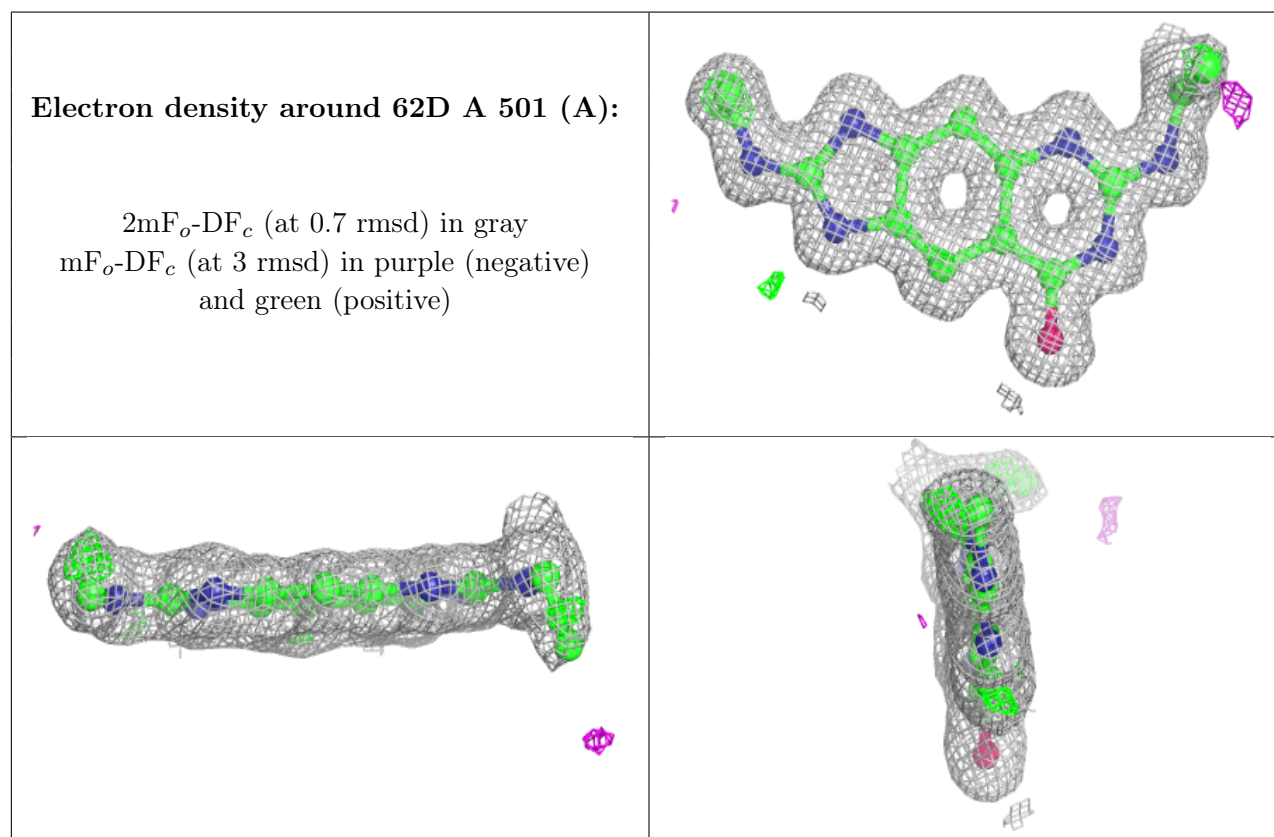 Electron density around 62D A 501 (A):
2mFₒ-DF𝒸 (at 0.7 rmsd) in gray
mFₒ-DF𝒸 (at 3 rmsd) in purple (negative)
and green (positive)